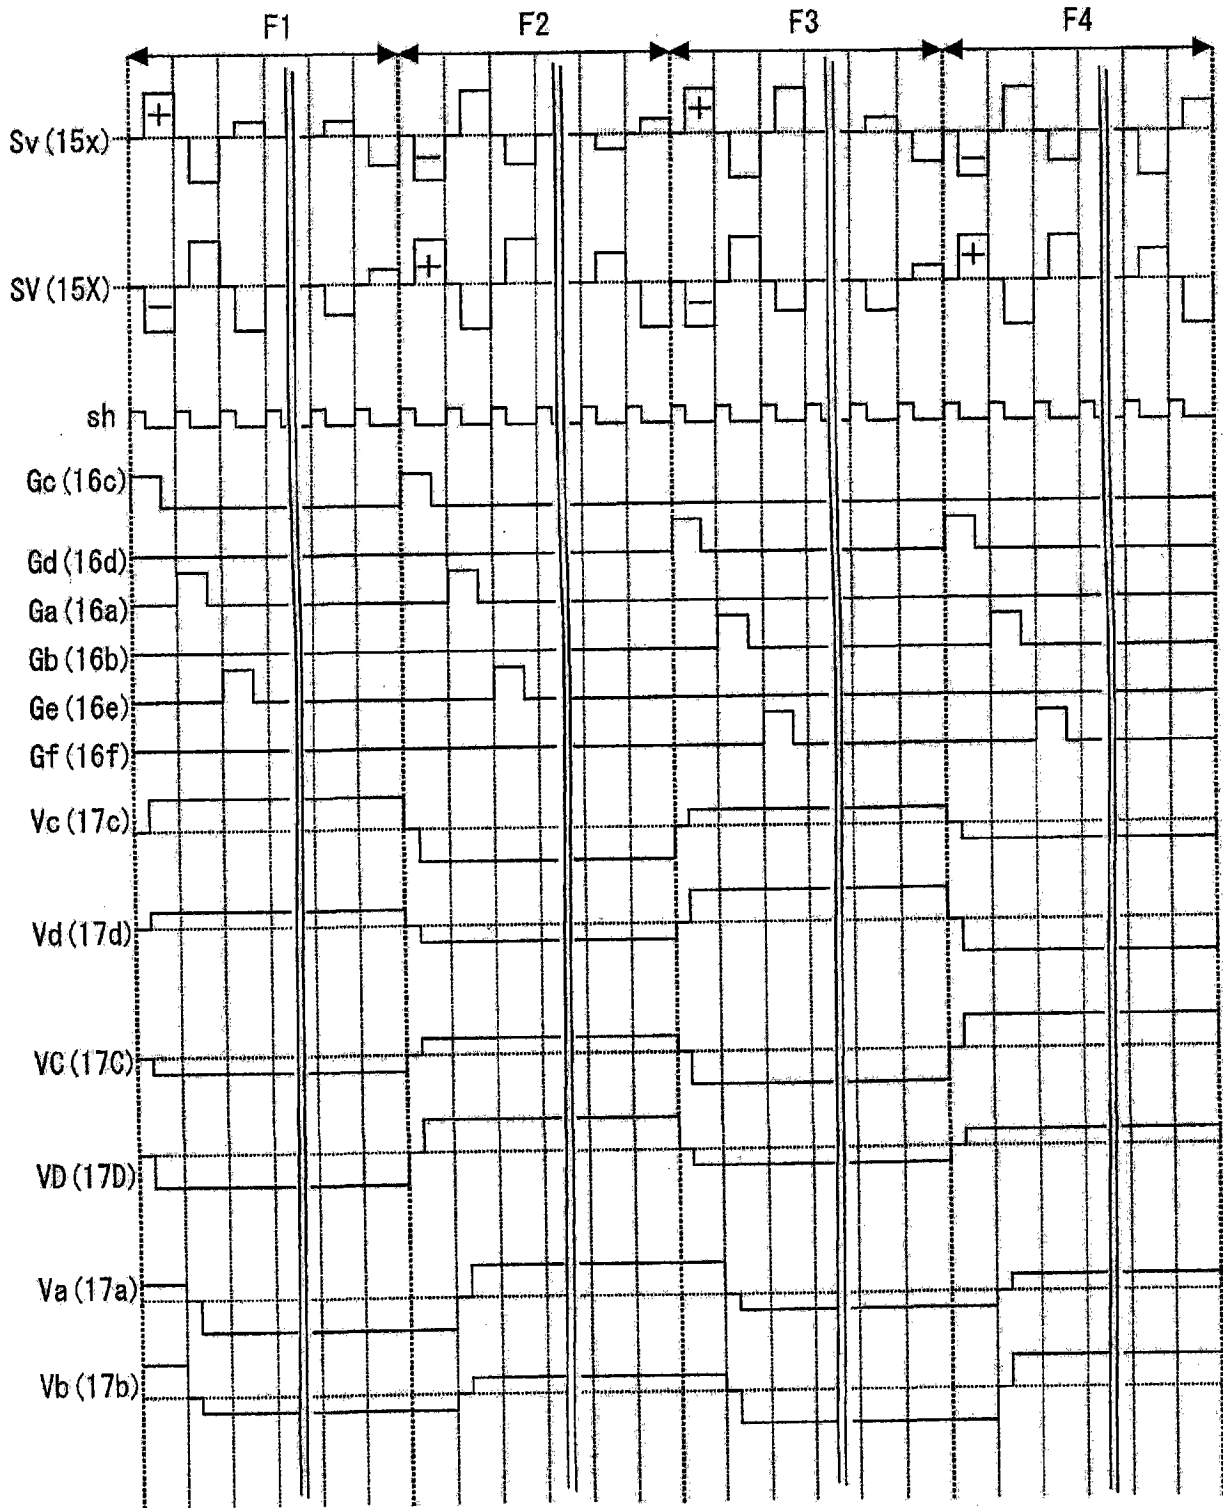 F1 F2 F3 F4
Sv(15x) + − + −
SV(15X) − + − +
sh
Gc(16c)
Gd(16d)
Ga(16a)
Gb(16b)
Ge(16e)
Gf(16f)
Vc(17c)
Vd(17d)
VC(17C)
VD(17D)
Va(17a)
Vb(17b)